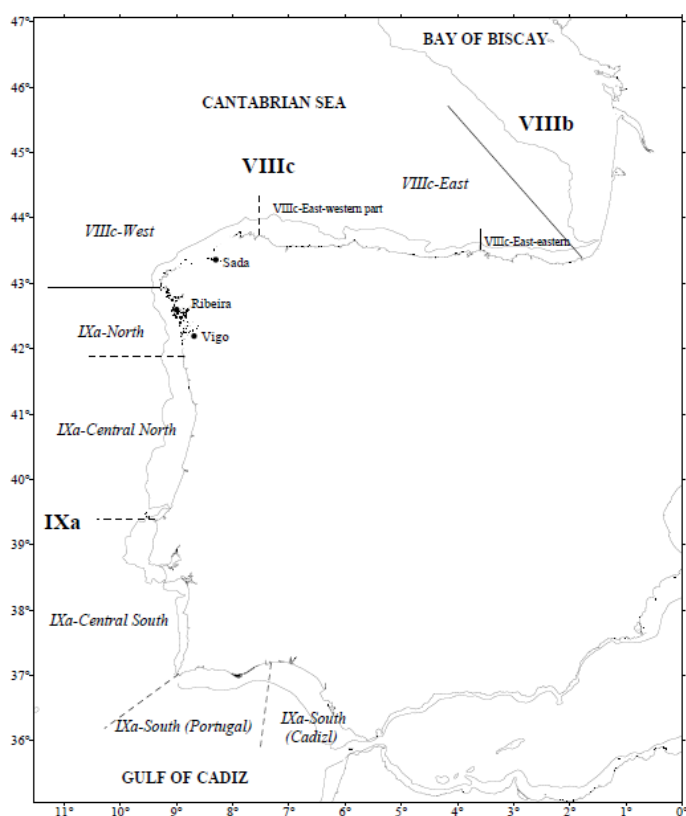 47°
BAY OF BISCAY
46°
CANTABRIAN SEA
VIIIb
45°
VIIIc
VIIIc-East
44°
VIIIc-East-western part
VIIIc-West
VIIIc-East-eastern
Sada
43°
Ribeira
IXa-North
Vigo
42°
41°
IXa-Central North
40°
IXa
39°
38°
IXa-Central South
37°
IXa-South (Portugal)
IXa-South
(Cadizl)
36°
GULF OF CADIZ
11°
10°
9°
8°
7°
6°
5°
4°
3°
2°
1°
0°